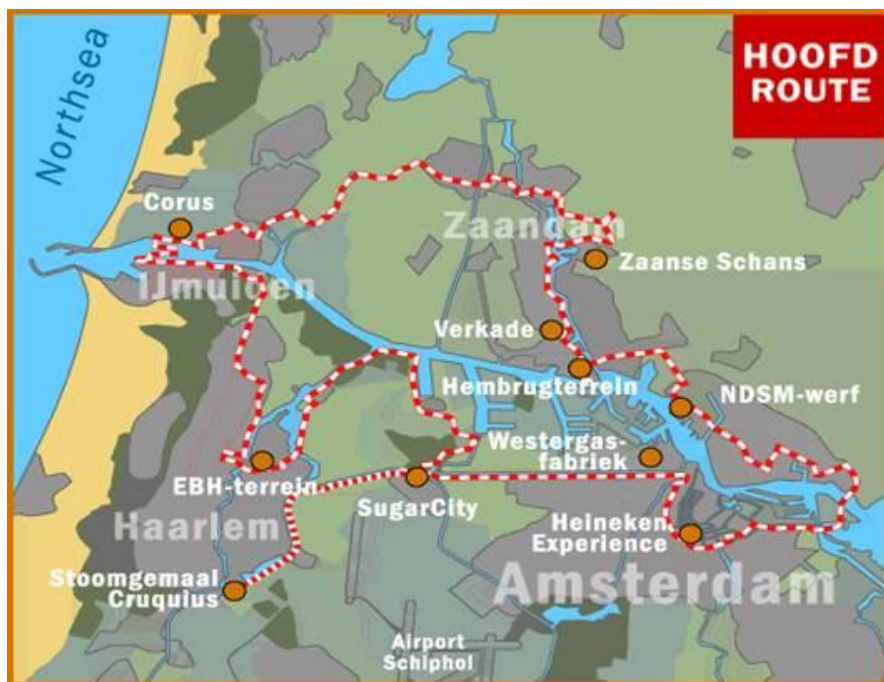 HOOFD
ROUTE
Northsea
Corus
Zaandam
Zaanse Schans
IJmuiden
Verkade
Hembrugtefrein
NDSM-werf
Westergas-
fabriek
EBH-terrein
SugarCity
Haarlem
Heineken
Experience
Stoomgemaal
Cruquius
Amsterdam
Airport
Schiphol